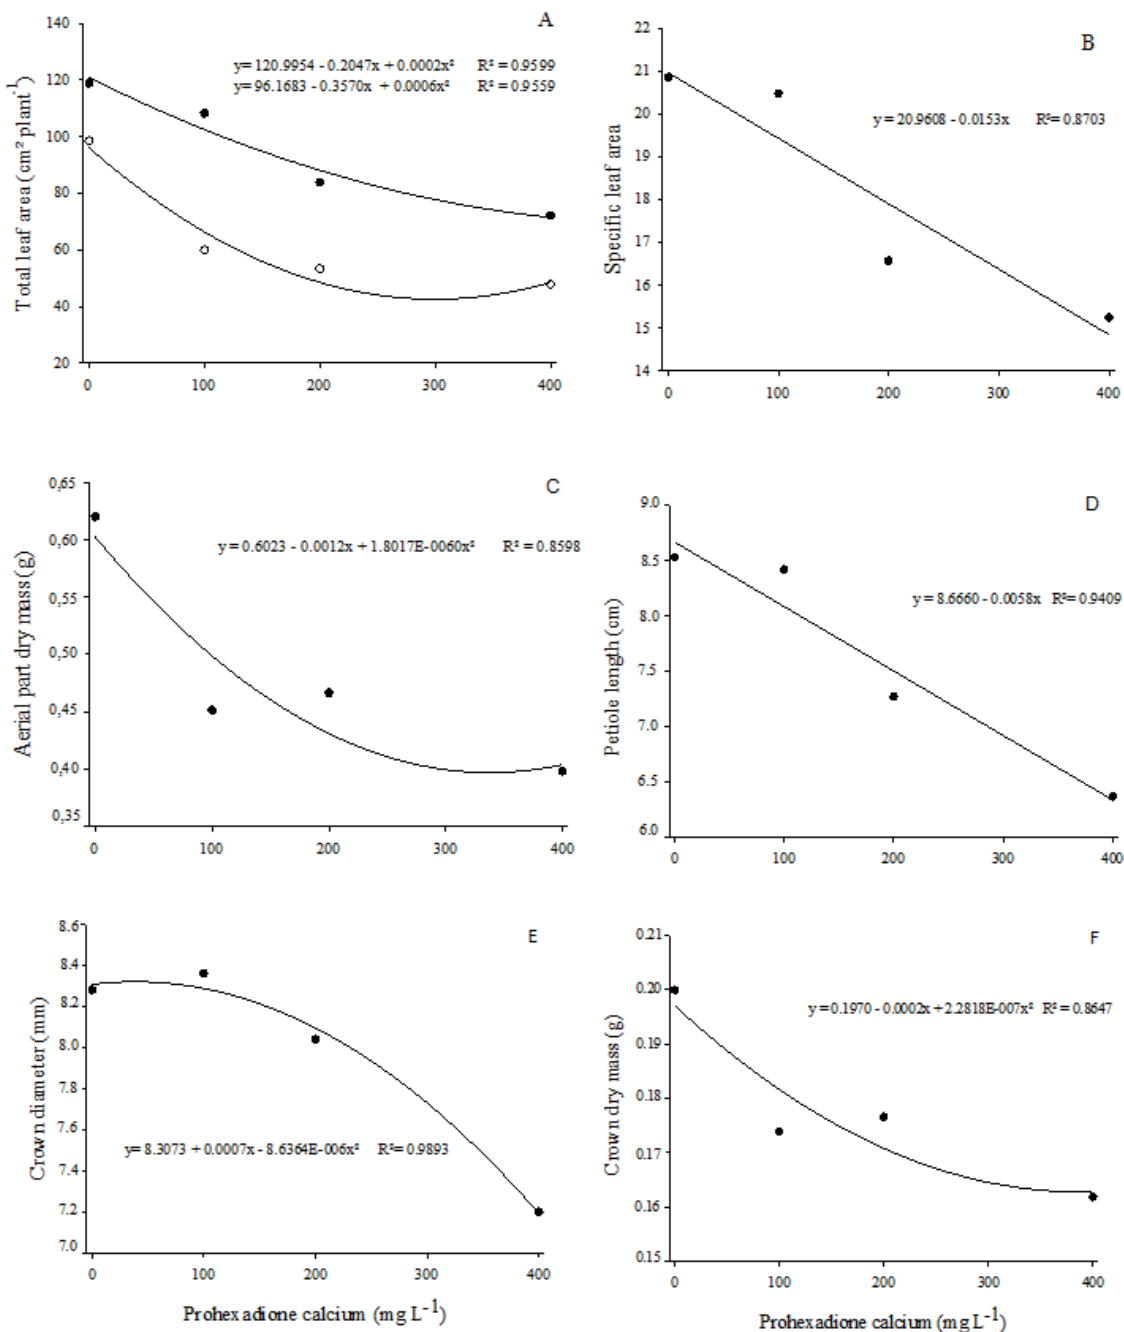 A
y= 120.9954 - 0.2047x + 0.0002x² R² = 0.9599
y= 96.1683 - 0.3570x + 0.0006x² R² = 0.9559
Total leaf area ( cm² plant⁻¹)
140
120
100
80
60
40
20
0 100 200 300 400
B
y = 20.9608 - 0.0153x R²= 0.8703
Specific leaf area
22
21
20
19
18
17
16
15
14
0 100 200 300 400
C
y = 0.6023 - 0.0012x + 1.8017E-0060x² R² = 0.8598
Aerial part dry mass (g)
0,65
0,60
0,55
0,50
0,45
0,40
0,35
0 100 200 300 400
D
y = 8.6660 - 0.0058x R²= 0.9409
Petiole length (cm)
9.0
8.5
8.0
7.5
7.0
6.5
6.0
0 100 200 300 400
E
y= 8.3073 + 0.0007x - 8.6364E-006x² R²= 0.9893
Crown diameter (mm)
8.6
8.4
8.2
8.0
7.8
7.6
7.4
7.2
7.0
0 100 200 300 400
Prohexadione calcium (mg L⁻¹)
F
y = 0.1970 - 0.0002x + 2.2818E-007x² R² = 0.8647
Crown dry mass (g)
0.21
0.20
0.19
0.18
0.17
0.16
0.15
0 100 200 300 400
Prohexadione calcium (mg L⁻¹)